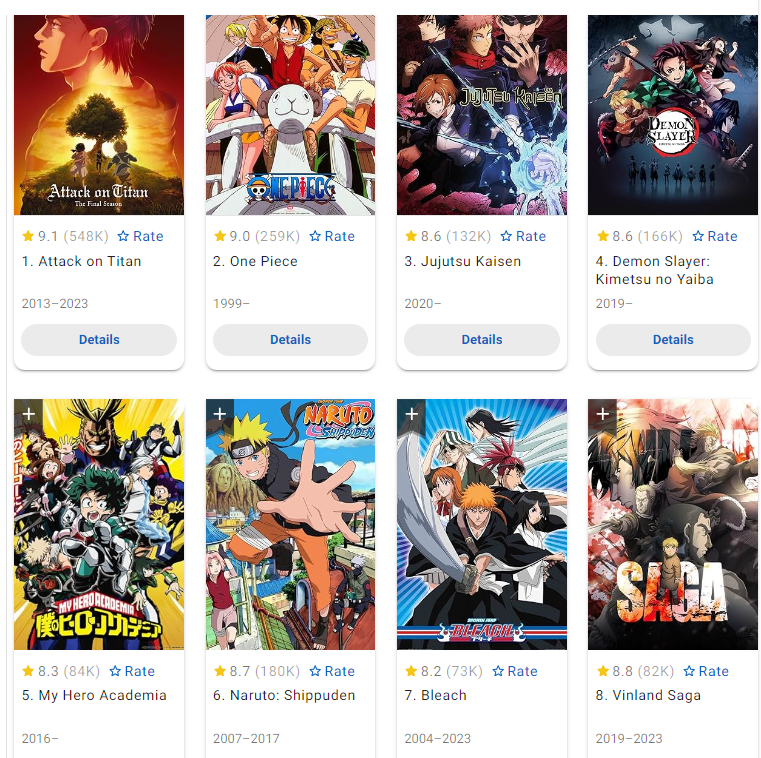 Attack on Titan
The Final Season
ONE PIECE
JUJUTSU KAISEN
DEMON
SLAYER
KIMETSU NO YAIBA
9.1 (548K) Rate
9.0 (259K) Rate
8.6 (132K) Rate
8.6 (166K) Rate
1. Attack on Titan
2. One Piece
3. Jujutsu Kaisen
4. Demon Slayer:
Kimetsu no Yaiba
2013–2023
1999–
2020–
2019–
Details
Details
Details
Details
+
+
+
+
NARUTO
SHIPPUDEN
MY HERO ACADEMIA
僕のヒーローアカデミア
SHONEN JUMP
BLEACH
SAGA
8.3 (84K) Rate
8.7 (180K) Rate
8.2 (73K) Rate
8.8 (82K) Rate
5. My Hero Academia
6. Naruto: Shippuden
7. Bleach
8. Vinland Saga
2016–
2007–2017
2004–2023
2019–2023